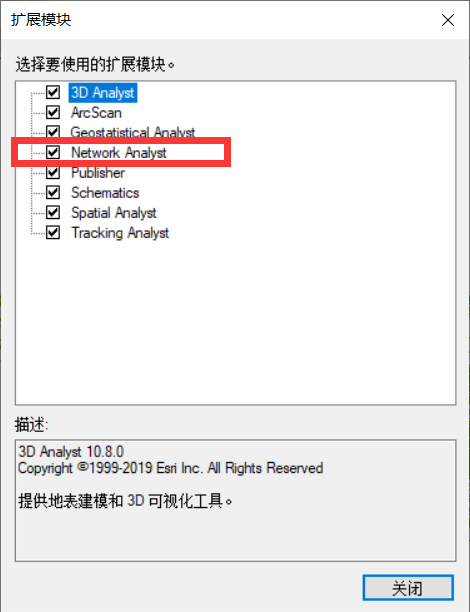 扩展模块
选择要使用的扩展模块。
3D Analyst
ArcScan
Geostatistical Analyst
Network Analyst
Publisher
Schematics
Spatial Analyst
Tracking Analyst
描述:
3D Analyst 10.8.0
Copyright ©1999-2019 Esri Inc. All Rights Reserved
提供地表建模和 3D 可视化工具。
关闭